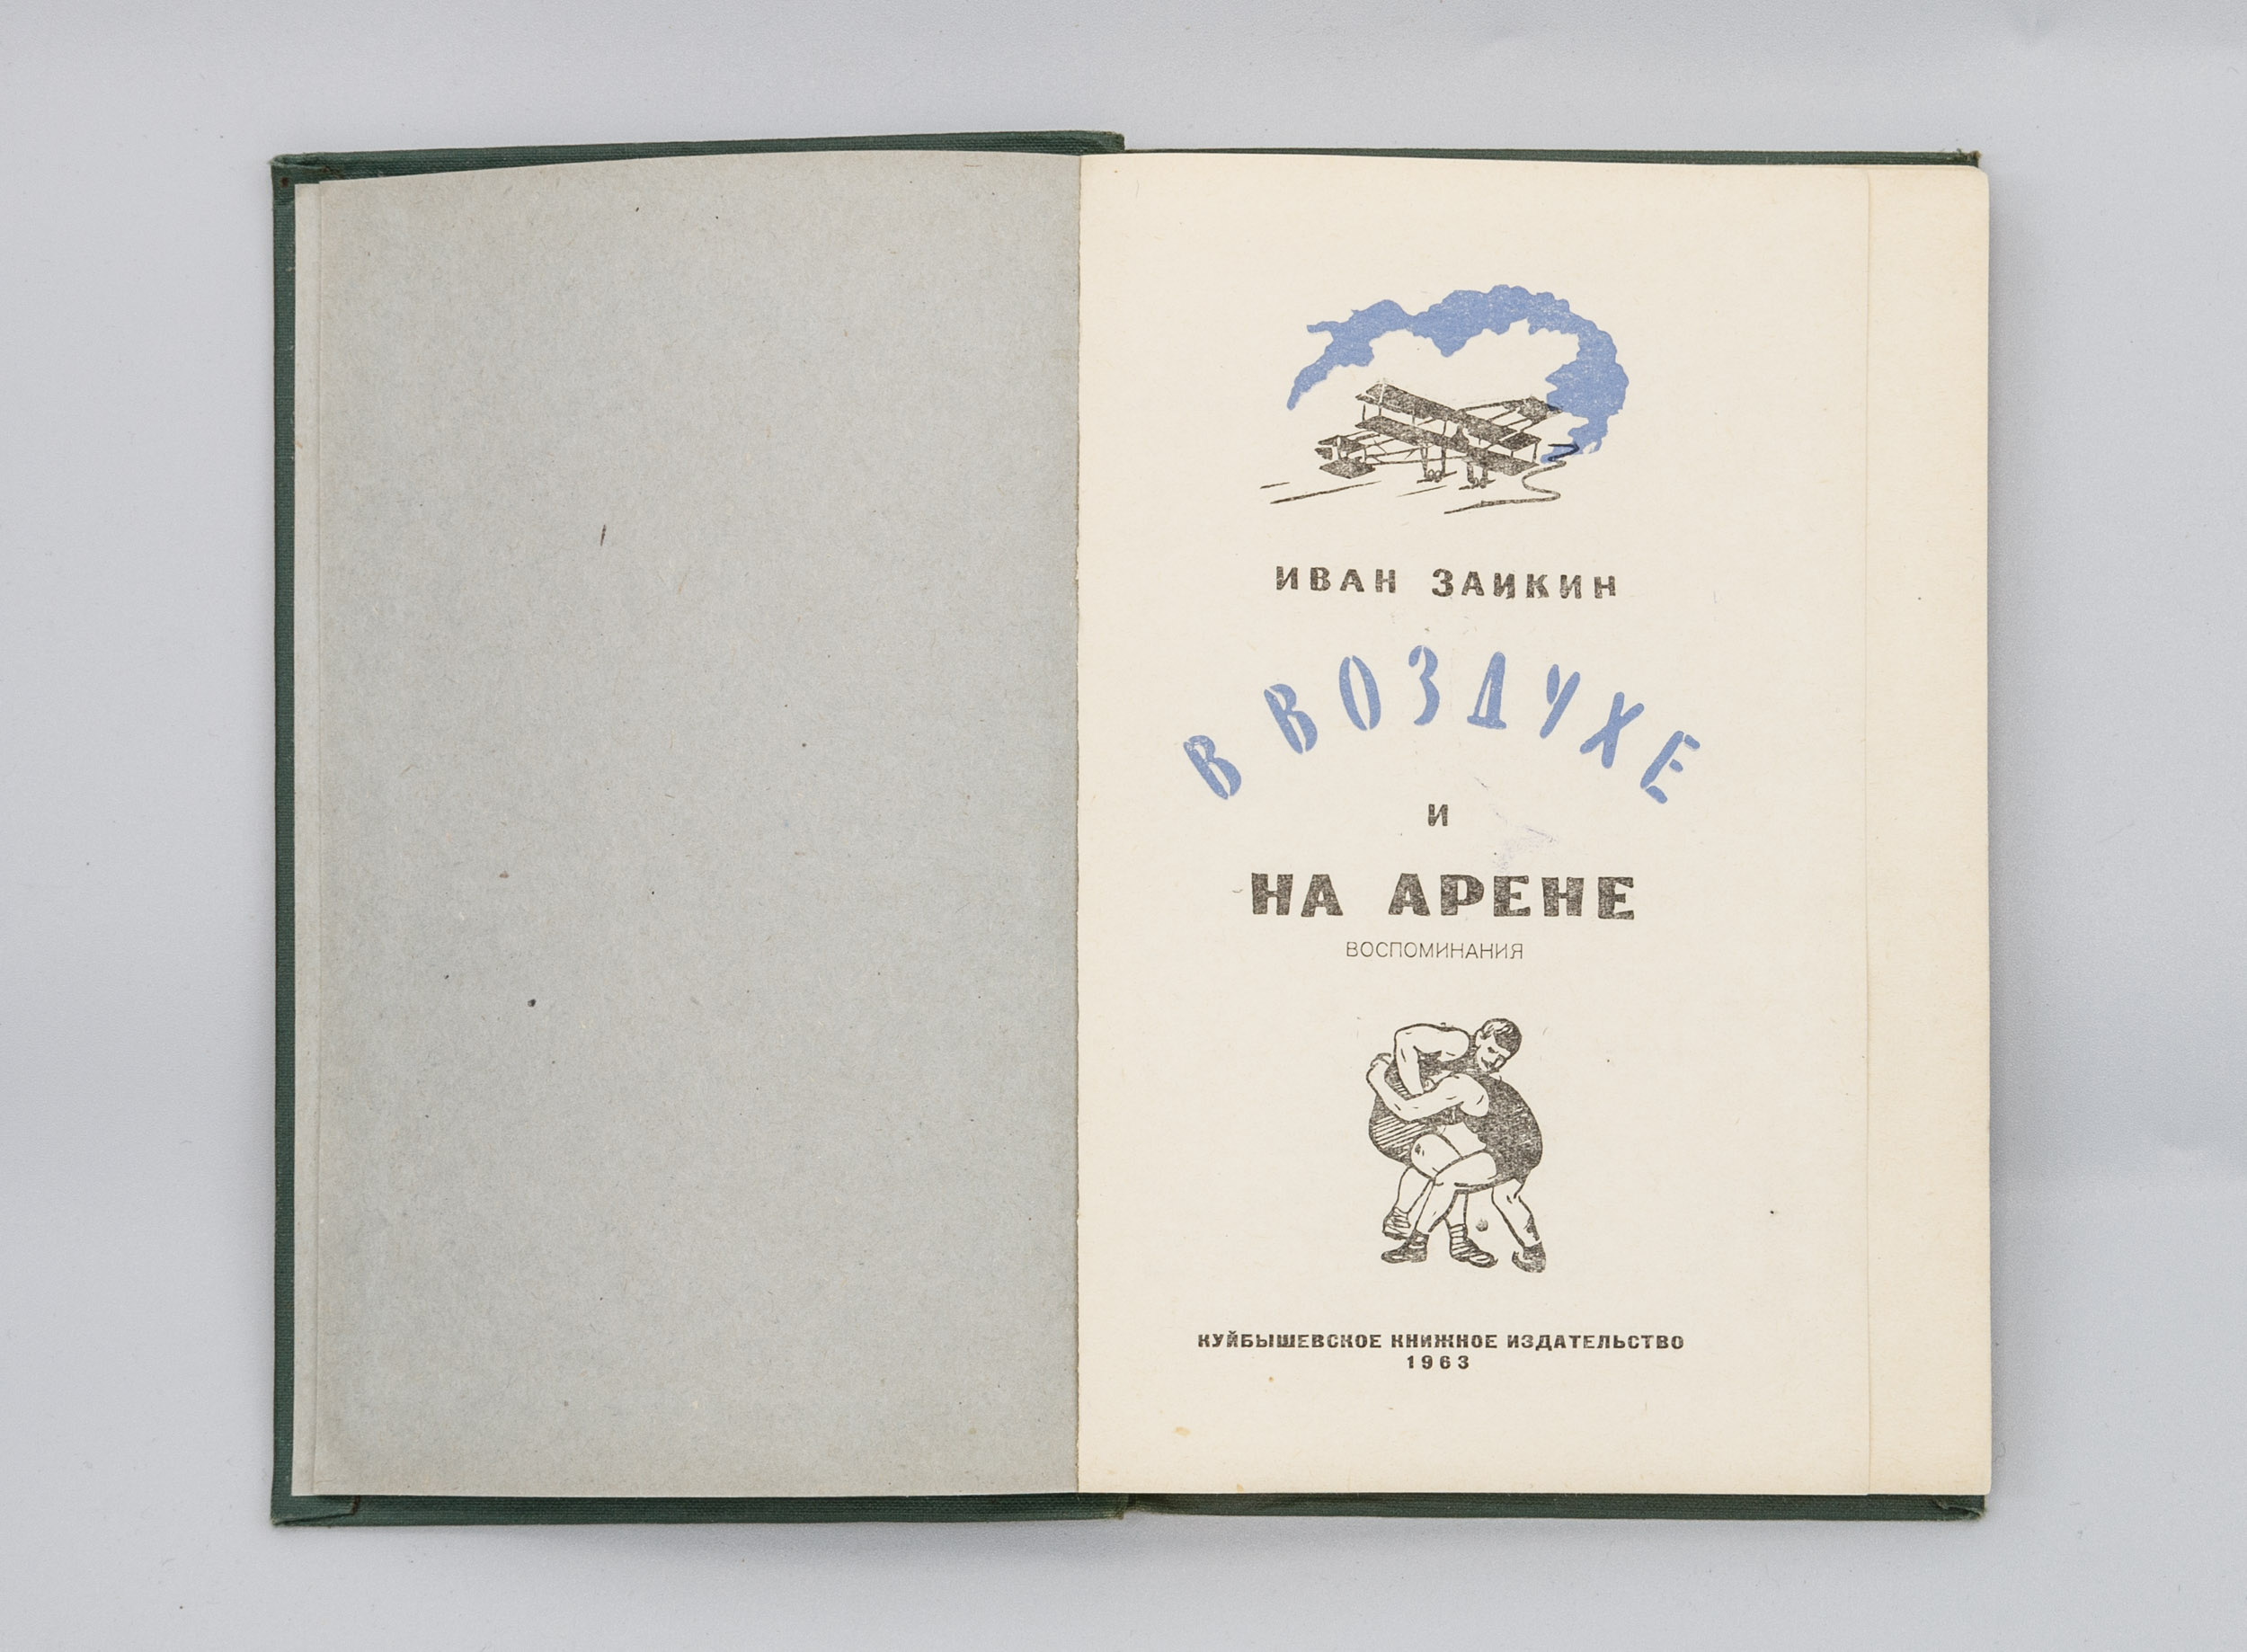 ИВАН ЗАИКИН
В ВОЗДУХЕ
И
НА АРЕНЕ
ВОСПОМИНАНИЯ
КУЙБЫШЕВСКОЕ КНИЖНОЕ ИЗДАТЕЛЬСТВО
1963